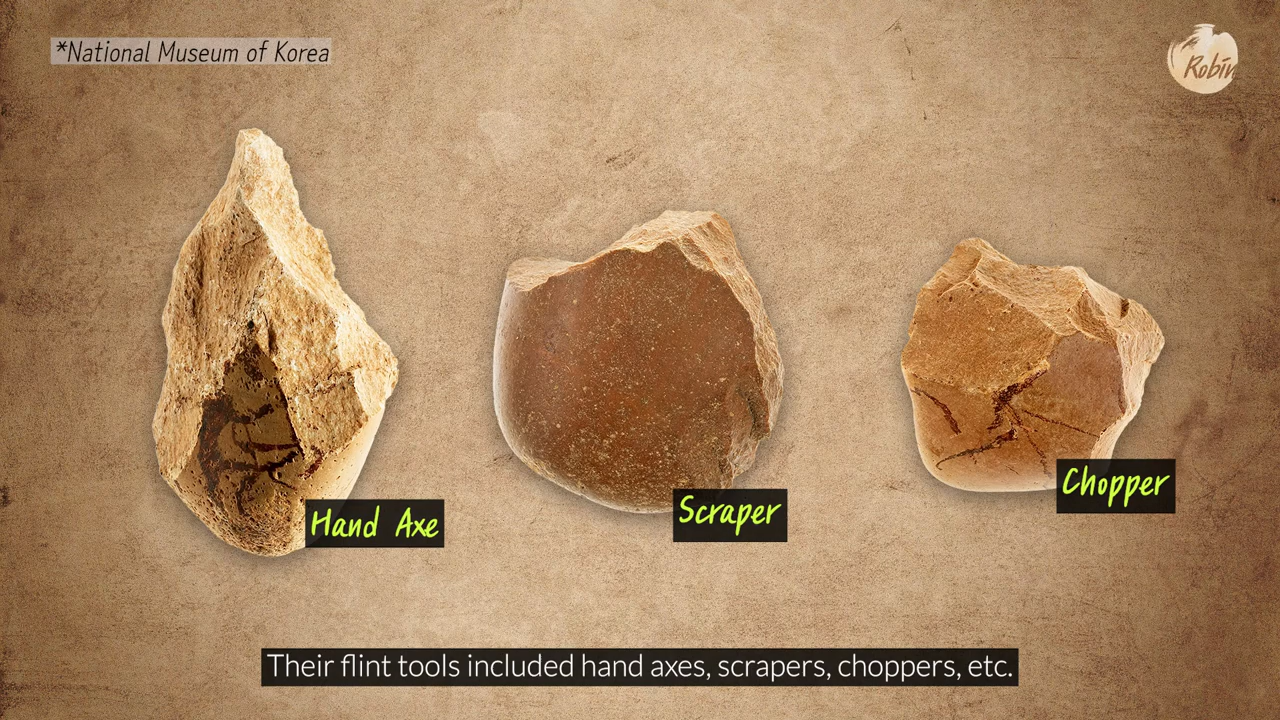 *National Museum of Korea
Robin
Hand Axe
Scraper
Chopper
Their flint tools included hand axes, scrapers, choppers, etc.